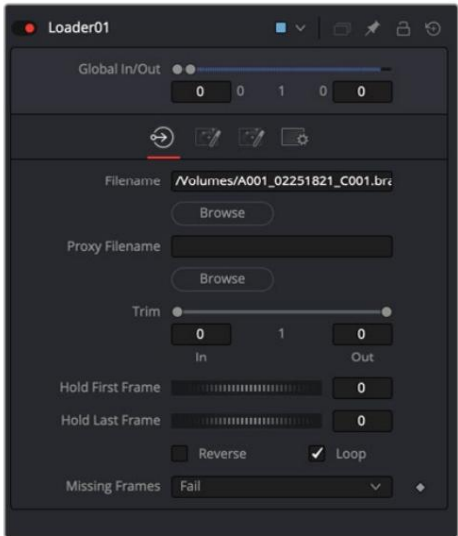 Loader01
Global In/Out
0 0 1 0 0
Filename /Volumes/A001_02251821_C001.bra
Browse
Proxy Filename
Browse
Trim
0 1 0
In Out
Hold First Frame 0
Hold Last Frame 0
Reverse Loop
Missing Frames Fail